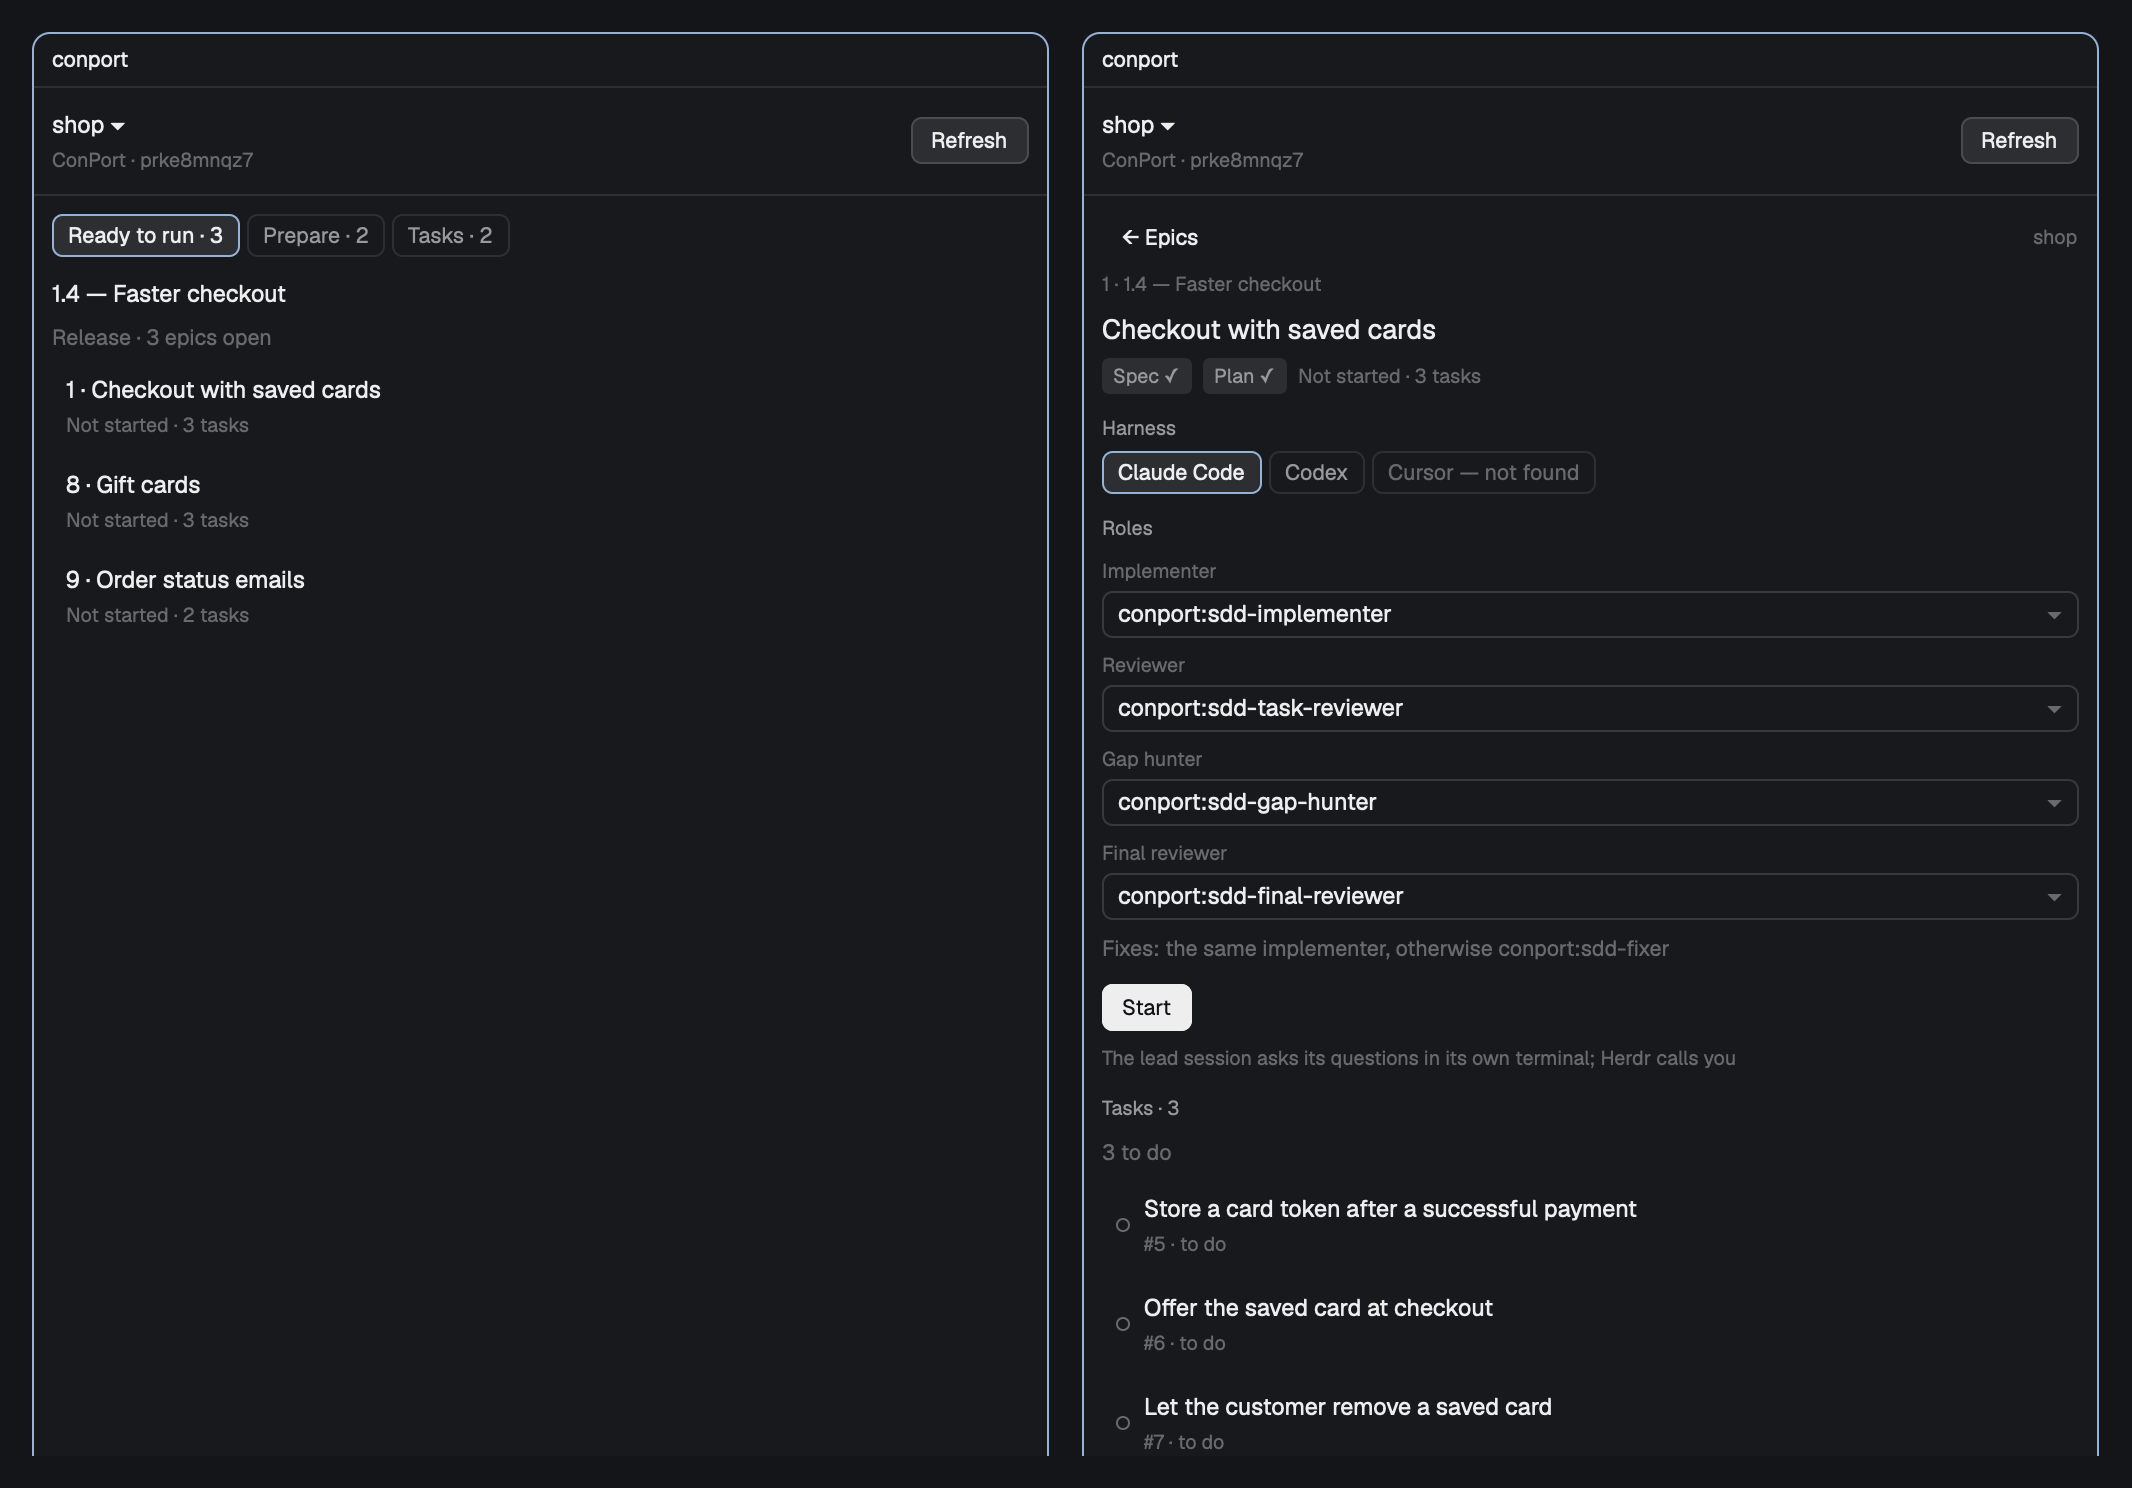 conport
shop
ConPort · prke8mnqz7
Refresh
Ready to run · 3
Prepare · 2
Tasks · 2
1.4 — Faster checkout
Release · 3 epics open
1 · Checkout with saved cards
Not started · 3 tasks
8 · Gift cards
Not started · 3 tasks
9 · Order status emails
Not started · 2 tasks
conport
shop
ConPort · prke8mnqz7
Refresh
← Epics
shop
1 · 1.4 — Faster checkout
Checkout with saved cards
Spec ✓
Plan ✓
Not started · 3 tasks
Harness
Claude Code
Codex
Cursor — not found
Roles
Implementer
conport:sdd-implementer
Reviewer
conport:sdd-task-reviewer
Gap hunter
conport:sdd-gap-hunter
Final reviewer
conport:sdd-final-reviewer
Fixes: the same implementer, otherwise conport:sdd-fixer
Start
The lead session asks its questions in its own terminal; Herdr calls you
Tasks · 3
3 to do
Store a card token after a successful payment
#5 · to do
Offer the saved card at checkout
#6 · to do
Let the customer remove a saved card
#7 · to do